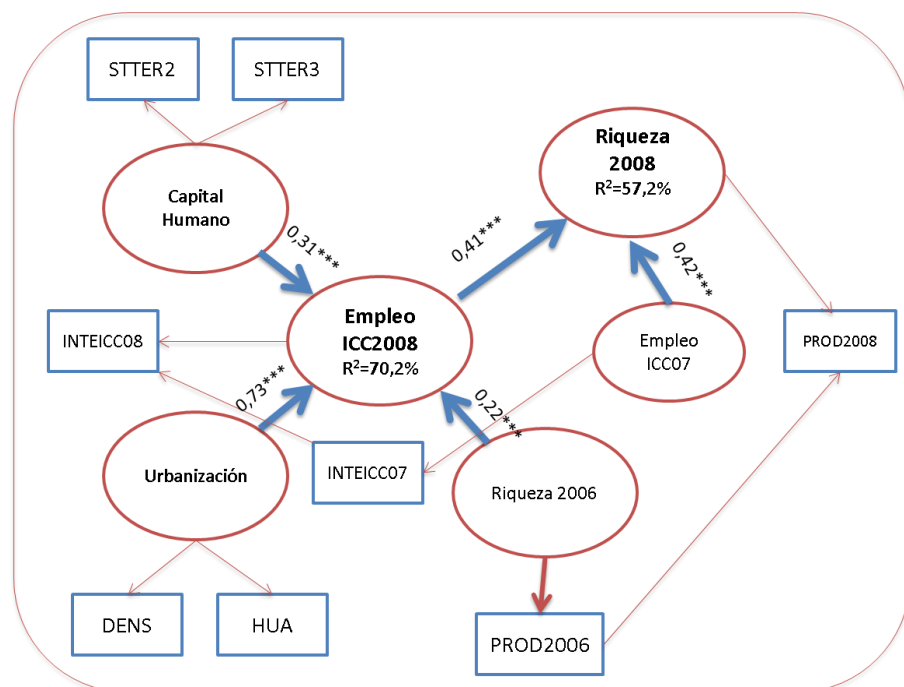 STTER2
STTER3
Riqueza
2008
R²=57,2%
Capital
Humano
0,31***
0,41***
0,42***
INTEICC08
Empleo
ICC2008
R²=70,2%
Empleo
ICC07
PROD2008
0,73***
0,22***
Urbanización
INTEICC07
Riqueza 2006
DENS
HUA
PROD2006